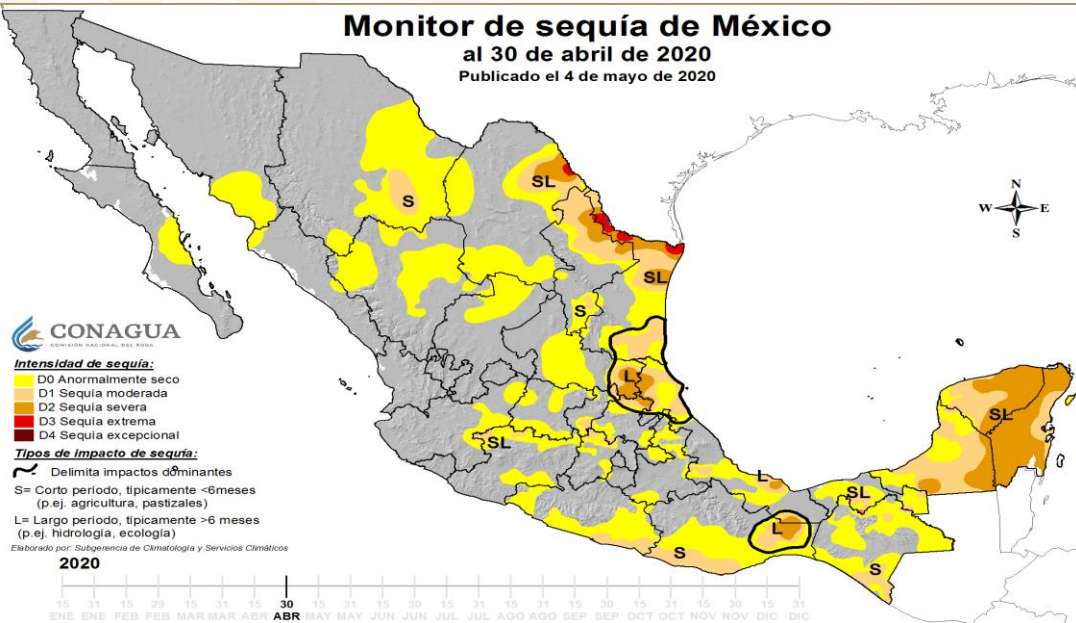 Monitor de sequía de México
al 30 de abril de 2020
Publicado el 4 de mayo de 2020
N
W E
S
SL
S
SL
S
L
SL
L
L
S
SL
S
SL
CONAGUA
COMISIÓN NACIONAL DEL AGUA
Intensidad de sequía:
D0 Anormalmente seco
D1 Sequía moderada
D2 Sequía severa
D3 Sequía extrema
D4 Sequía excepcional
Tipos de impacto de sequía:
Delimita impactos dominantes
S= Corto período, típicamente <6meses
(p.ej. agricultura, pastizales)
L= Largo período, típicamente >6 meses
(p.ej. hidrología, ecología)
Elaborado por: Subgerencia de Climatología y Servicios Climáticos
2020
15 31 15 29 15 31 15 30 15 31 15 30 15 31 15 31 15 30 15 31 15 30 15 31
ENE ENE FEB FEB MAR MAR ABR ABR MAY MAY JUN JUN JUL JUL AGO AGO SEP SEP OCT OCT NOV NOV DIC DIC